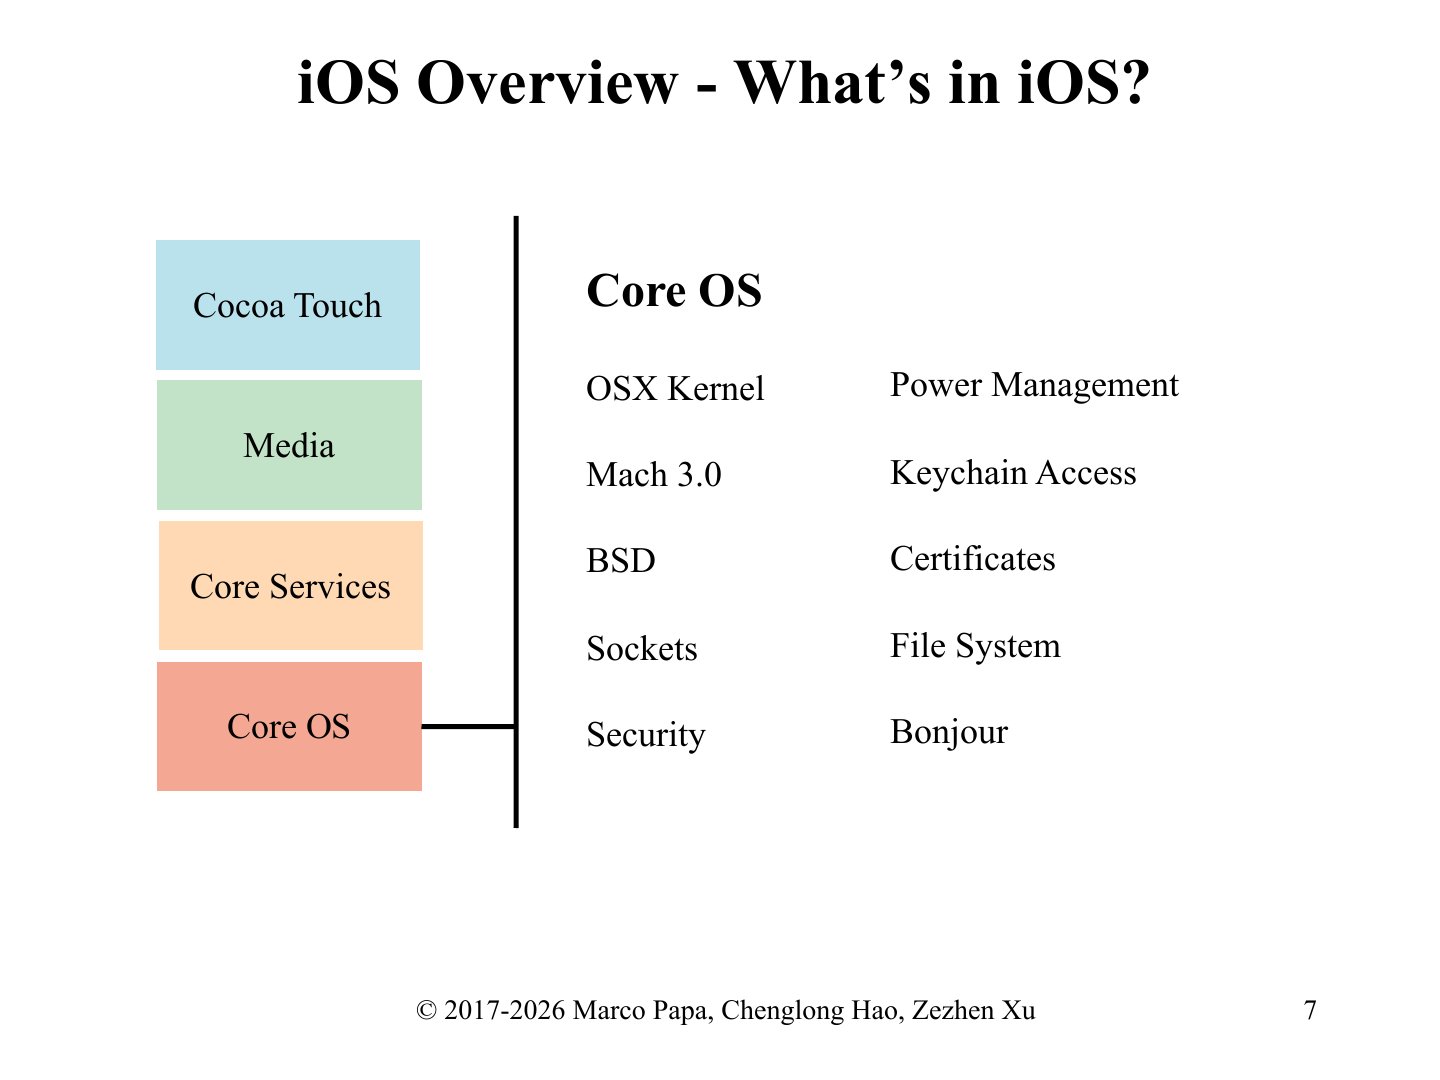 iOS Overview - What’s in iOS?
Cocoa Touch
Media
Core Services
Core OS
Core OS
OSX Kernel
Mach 3.0
BSD
Sockets
Security
Power Management
Keychain Access
Certificates
File System
Bonjour
© 2017-2026 Marco Papa, Chenglong Hao, Zezhen Xu
7